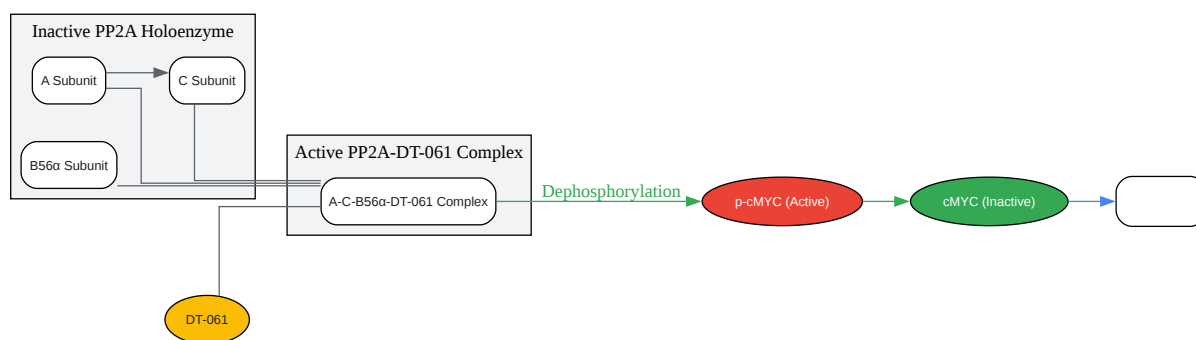 Inactive PP2A Holoenzyme
A Subunit
C Subunit
B56α Subunit
Active PP2A-DT-061 Complex
A-C-B56α-DT-061 Complex
Dephosphorylation
p-cMYC (Active)
cMYC (Inactive)
DT-061